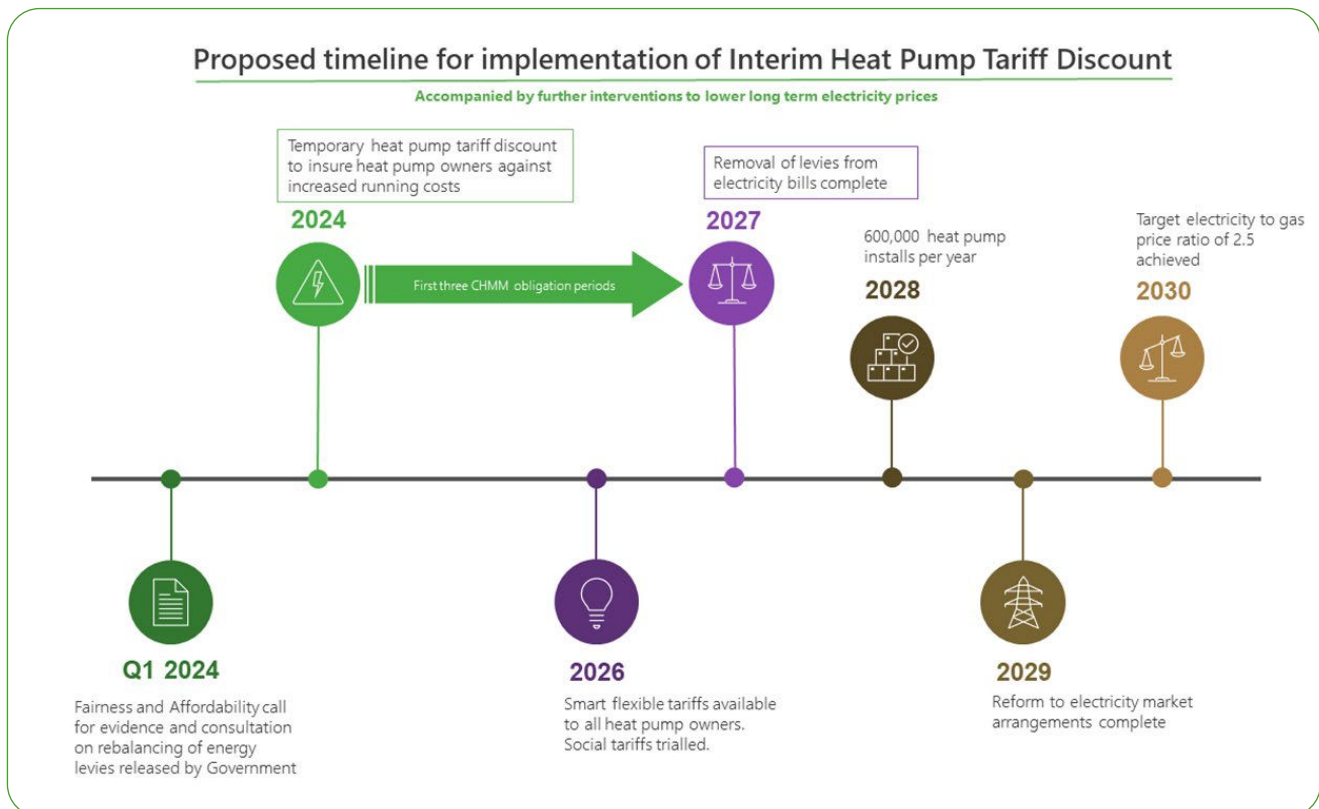 Proposed timeline for implementation of Interim Heat Pump Tariff Discount
Accompanied by further interventions to lower long term electricity prices
Temporary heat pump tariff discount
to insure heat pump owners against
increased running costs
2024
First three CHMM obligation periods
Removal of levies from
electricity bills complete
2027
600,000 heat pump
installs per year
2028
Target electricity to gas
price ratio of 2.5
achieved
2030
Q1 2024
Fairness and Affordability call
for evidence and consultation
on rebalancing of energy
levies released by Government
2026
Smart flexible tariffs available
to all heat pump owners.
Social tariffs trialled.
2029
Reform to electricity market
arrangements complete